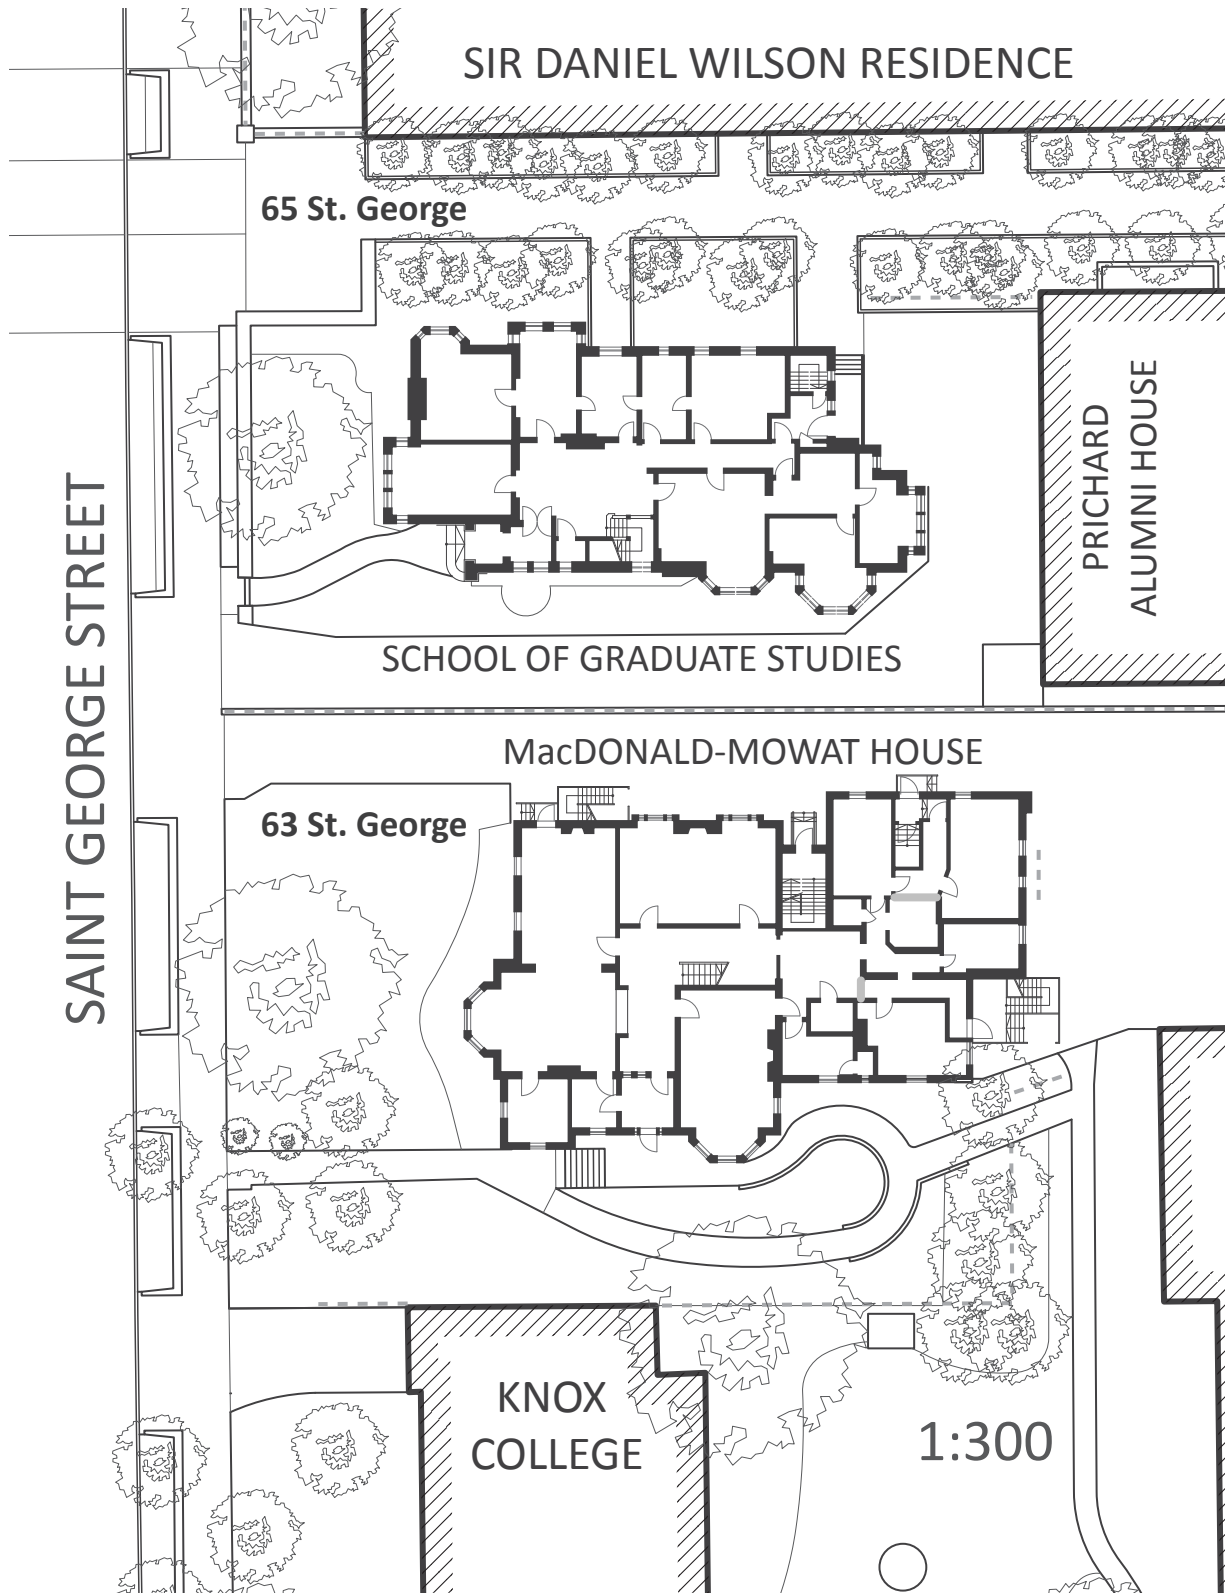 SIR DANIEL WILSON RESIDENCE
65 St. George
PRICHARD
ALUMNI HOUSE
SAINT GEORGE STREET
SCHOOL OF GRADUATE STUDIES
MacDONALD-MOWAT HOUSE
63 St. George
KNOX
COLLEGE
1:300